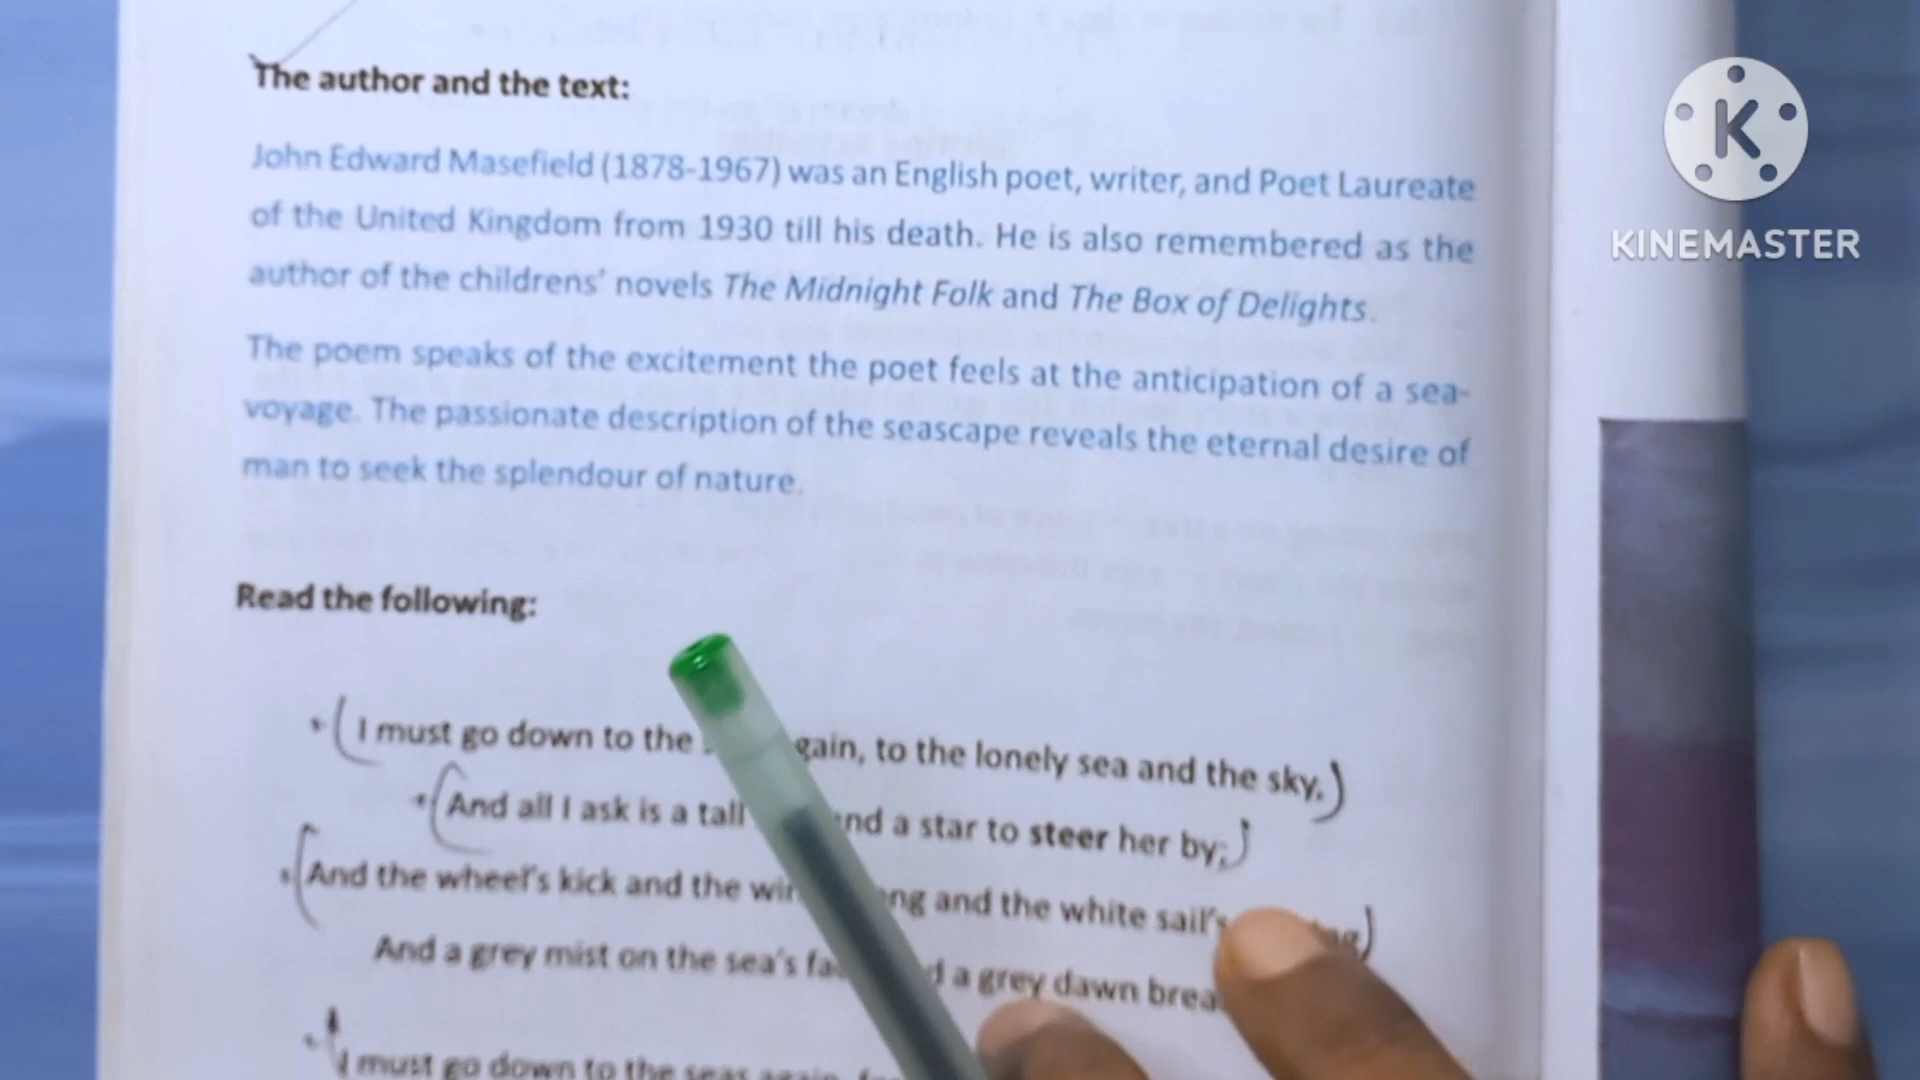 The author and the text:
John Edward Masefield (1878-1967) was an English poet, writer, and Poet Laureate
of the United Kingdom from 1930 till his death. He is also remembered as the
author of the childrens' novels The Midnight Folk and The Box of Delights.
The poem speaks of the excitement the poet feels at the anticipation of a sea-
voyage. The passionate description of the seascape reveals the eternal desire of
man to seek the splendour of nature.
Read the following:
I must go down to the gain, to the lonely sea and the sky,
And all I ask is a tall and a star to steer her by;
And the wheel's kick and the and the white sail's
And a grey mist on the sea's a grey dawn
I must go down to the seas again,
K
KINEMASTER